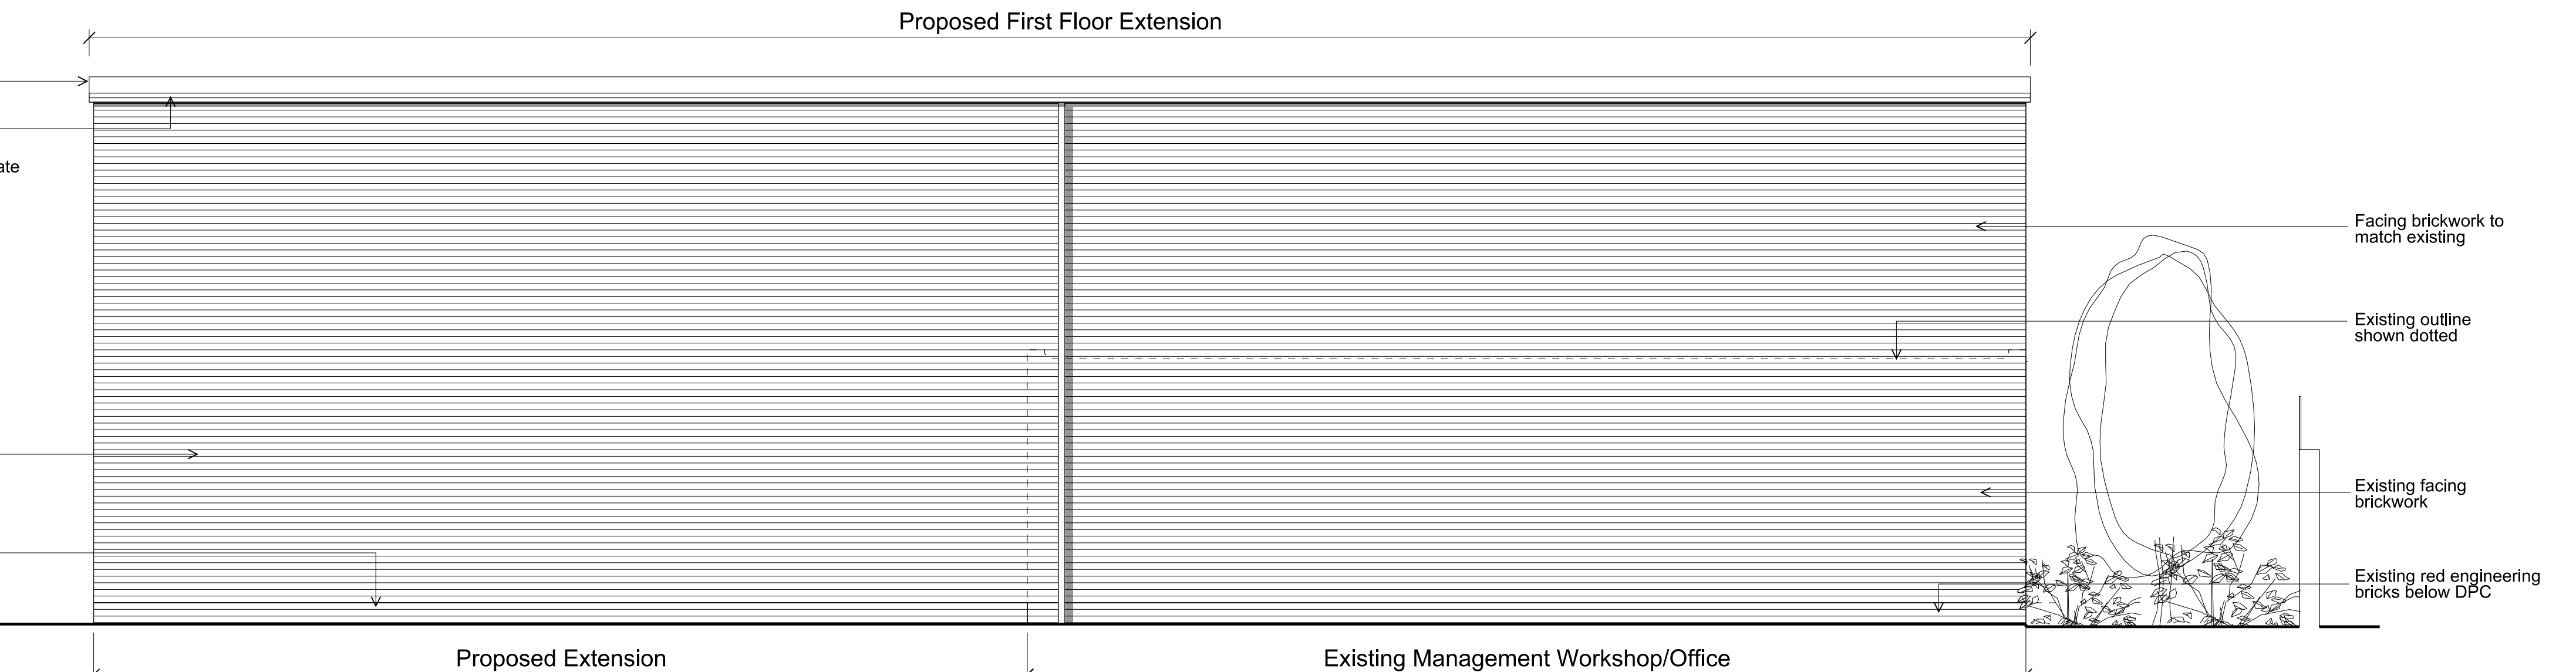 Proposed First Floor Extension
Facing brickwork to
match existing
Existing outline
shown dotted
Existing facing
brickwork
Existing red engineering
bricks below DPC
Proposed Extension
Existing Management Workshop/Office